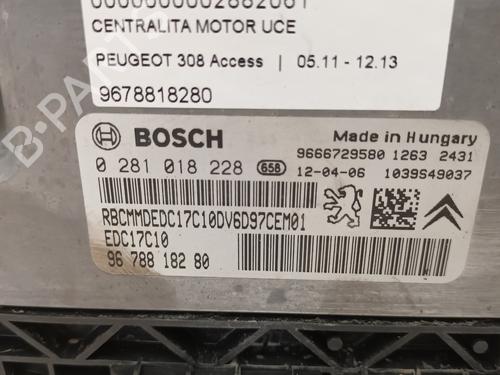 0000000002882061
CENTRALITA MOTOR UCE
PEUGEOT 308 Access | 05.11 - 12.13
9678818280
B-PARTS
BOSCH
Made in Hungary
0 281 018 228 658
9666729580 1263 2431
12-04-06 1039S49037
RBCMMDEDC17C10DV6D97CEM01
EDC17C10
96 788 182 80